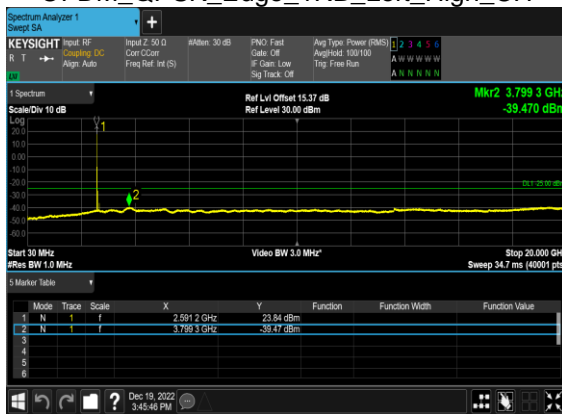 Spectrum Analyzer 1
Swept SA
KEYSIGHT Input: RF Input Z: 50 Ω #Atten: 30 dB PNO: Fast Avg Type: Power (RMS) 1 2 3 4 5 6
R T Coupling: DC Corr CCorr Gate: Off Avg|Hold: 100/100 A W W W W W
Align: Auto Freq Ref: Int (S) IF Gain: Low Trig: Free Run
LU Sig Track: Off A N N N N N
1 Spectrum Ref Lvl Offset 15.37 dB Mkr2 3.799 3 GH
Scale/Div 10 dB Ref Level 30.00 dBm -39.470 dBn
Log
20.0
10.0
0.00
-10.0
-20.0
-30.0
-40.0
-50.0
-60.0
1
2
Start 30 MHz Video BW 3.0 MHz* Stop 20.000 GH
#Res BW 1.0 MHz Sweep 34.7 ms (40001 pts
5 Marker Table
Mode Trace Scale X Y Function Function Width Function Value
1 N 1 f 2.591 2 GHz 23.84 dBm
2 N 1 f 3.799 3 GHz -39.47 dBm
3
4
5
6
Dec 19, 2022
3:45:46 PM